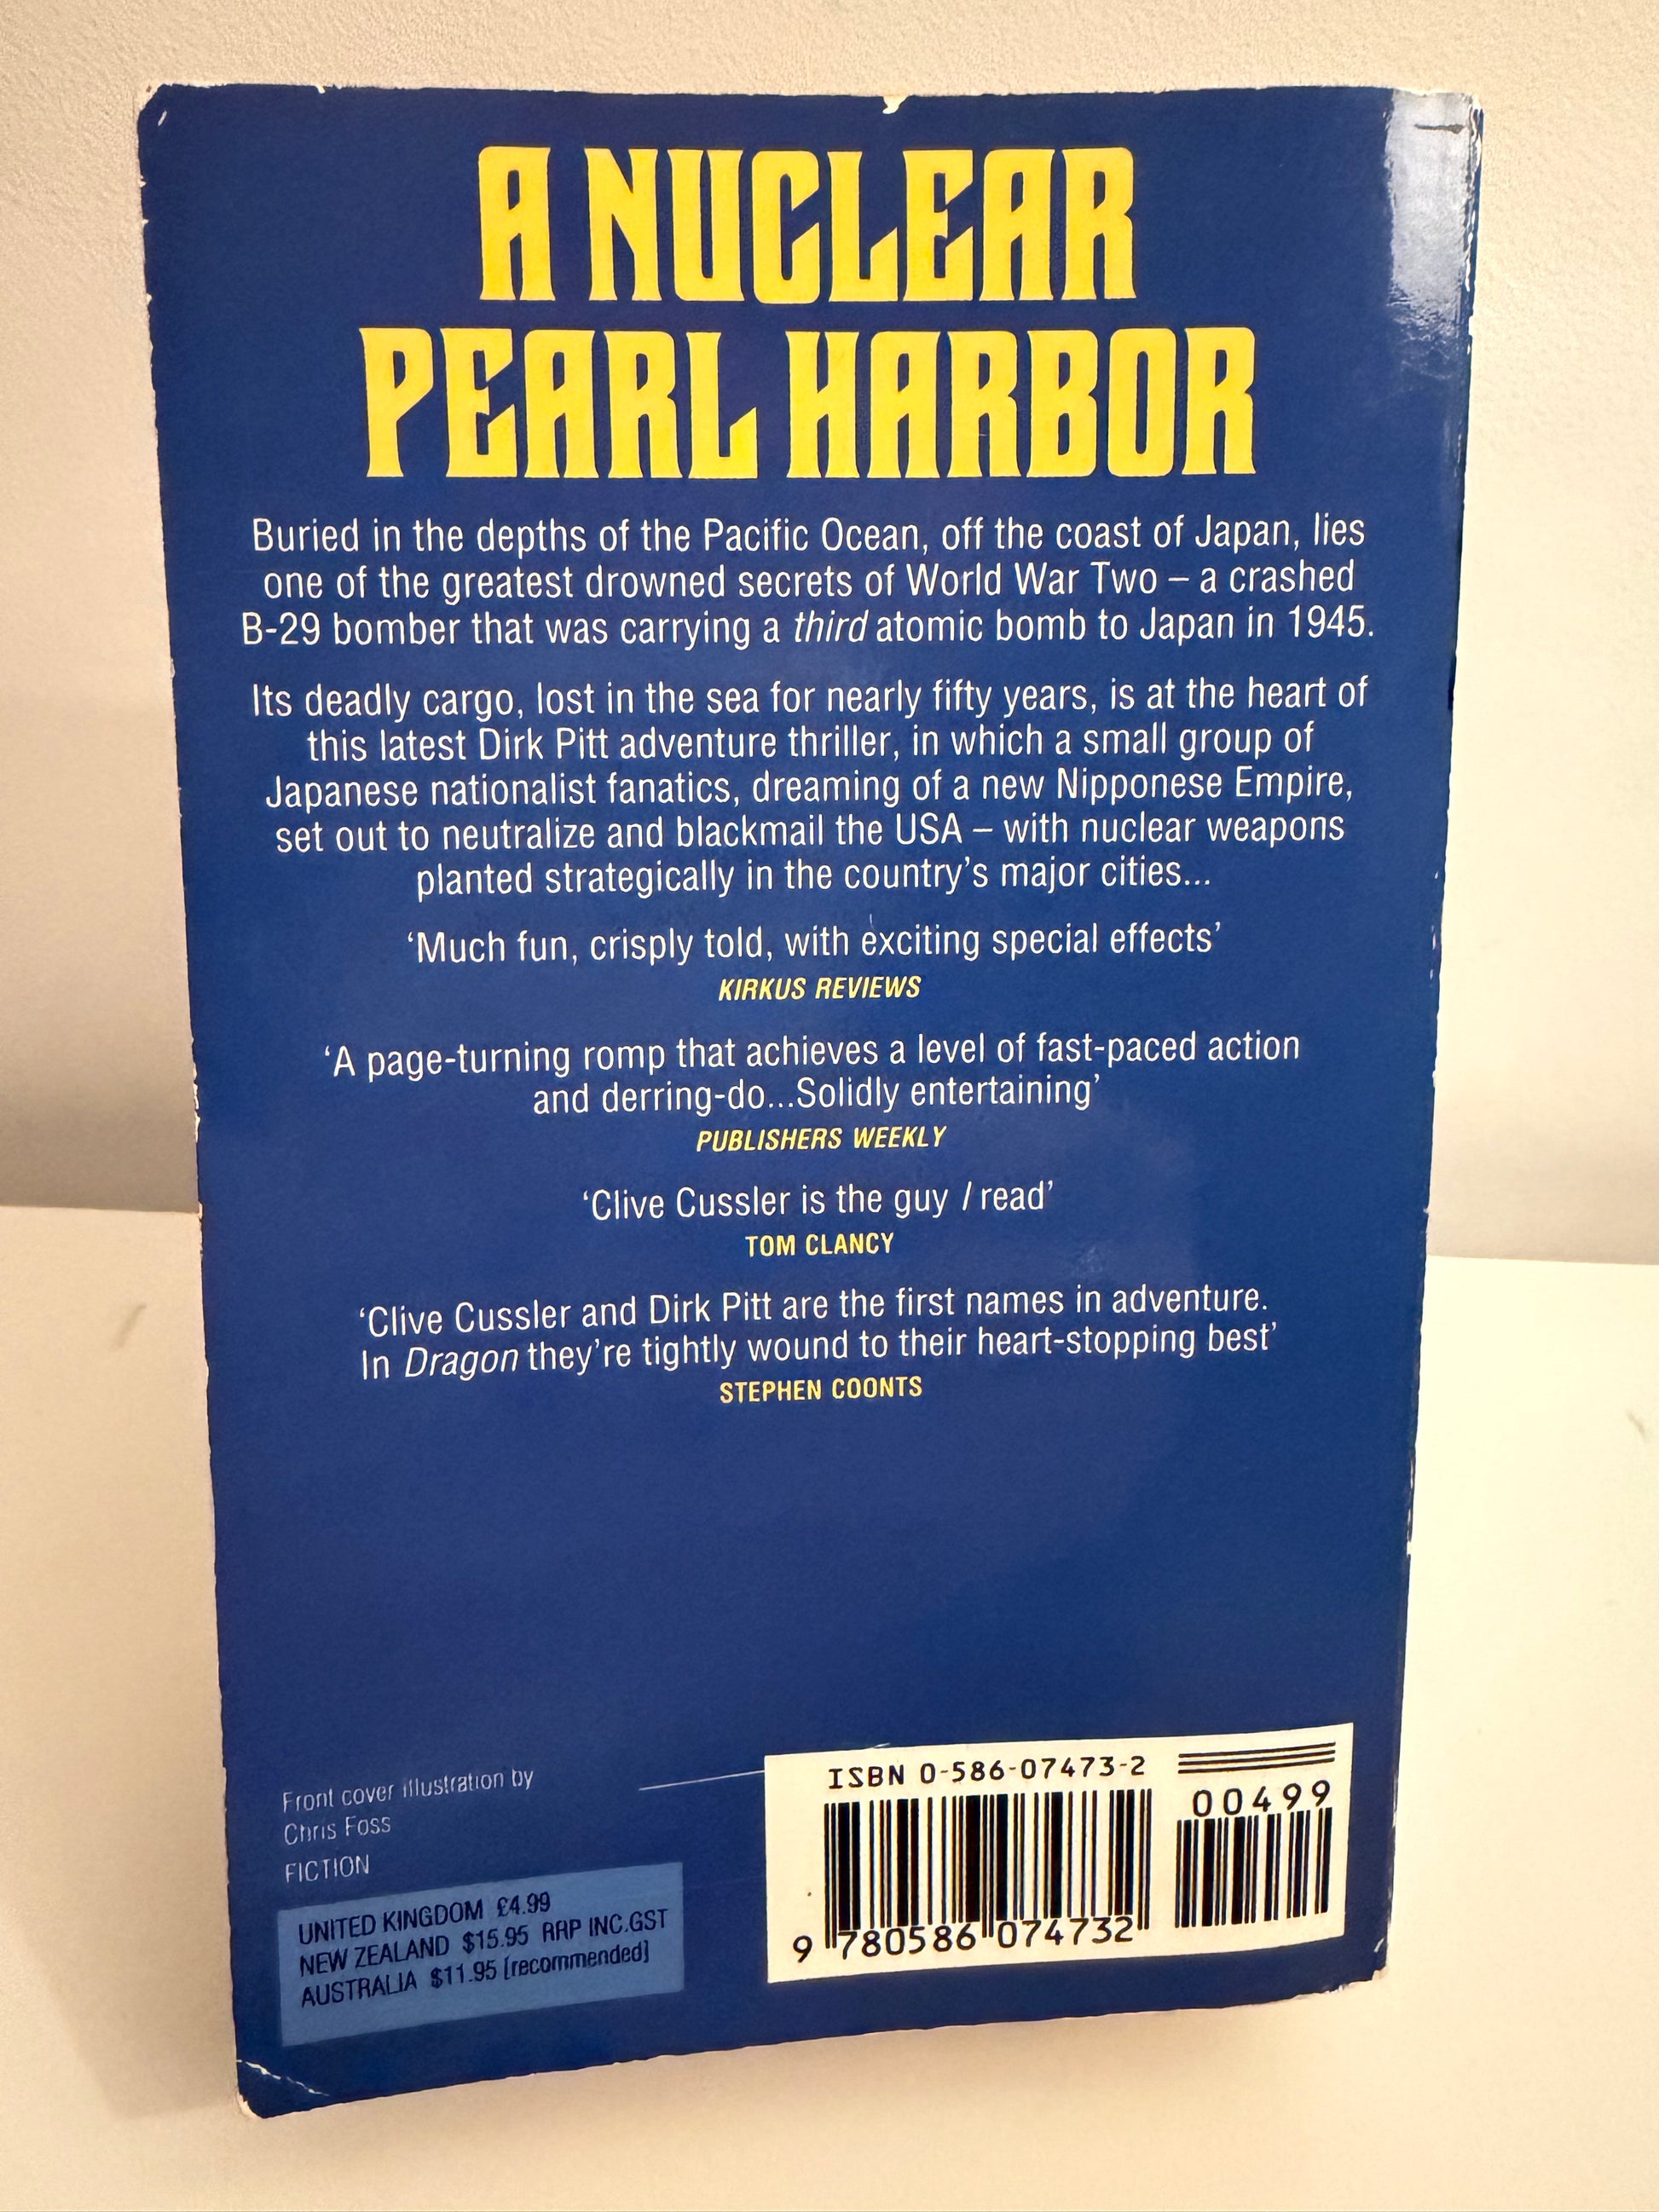 A NUCLEAR
PEARL HARBOR
Buried in the depths of the Pacific Ocean, off the coast of Japan, lies
one of the greatest drowned secrets of World War Two – a crashed
B-29 bomber that was carrying a third atomic bomb to Japan in 1945.
Its deadly cargo, lost in the sea for nearly fifty years, is at the heart of
this latest Dirk Pitt adventure thriller, in which a small group of
Japanese nationalist fanatics, dreaming of a new Nipponese Empire,
set out to neutralize and blackmail the USA – with nuclear weapons
planted strategically in the country's major cities...
‘Much fun, crisply told, with exciting special effects’
KIRKUS REVIEWS
‘A page-turning romp that achieves a level of fast-paced action
and derring-do...Solidly entertaining’
PUBLISHERS WEEKLY
‘Clive Cussler is the guy I read’
TOM CLANCY
‘Clive Cussler and Dirk Pitt are the first names in adventure.
In Dragon they’re tightly wound to their heart-stopping best’
STEPHEN COONTS
Front cover illustration by
Chris Foss
FICTION
UNITED KINGDOM £4.99
NEW ZEALAND $15.95 RRP INC.GST
AUSTRALIA $11.95 [recommended]
ISBN 0-586-07473-2
00499
9 780586 074732